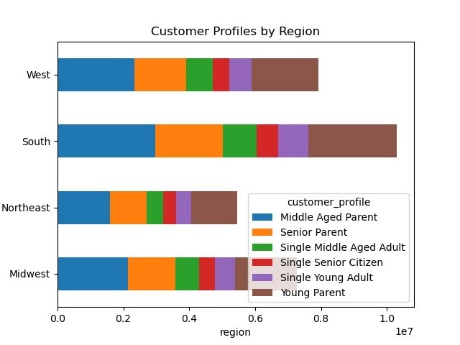 Customer Profiles by Region
West
South
Northeast
Midwest
customer_profile
Middle Aged Parent
Senior Parent
Single Middle Aged Adult
Single Senior Citizen
Single Young Adult
Young Parent
0.0 0.2 0.4 0.6 0.8 1.0
1e7
region